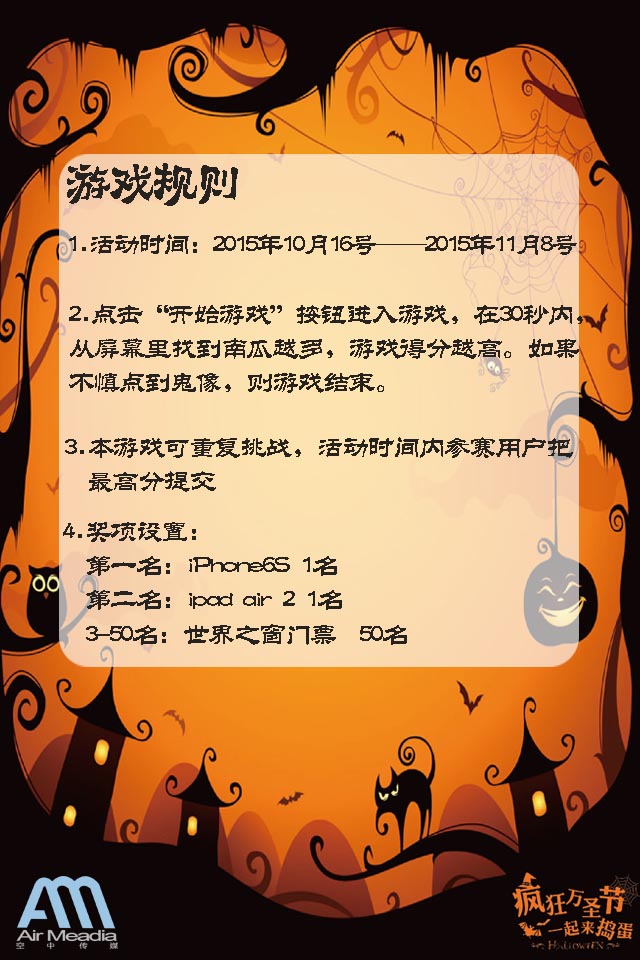 游戏规则
1.活动时间：2015年10月16号——2015年11月8号
2.点击“开始游戏”按钮进入游戏，在30秒内，
从屏幕里找到南瓜越多，游戏得分越高。如果
不慎点到鬼像，则游戏结束。
3.本游戏可重复挑战，活动时间内参赛用户把
最高分提交
4.奖项设置：
第一名：iPhone6S 1名
第二名：ipad air 2 1名
3-50名：世界之窗门票 50名
Air Meadia
空中传媒
疯狂万圣节
一起来捣蛋
HALLOWEEN